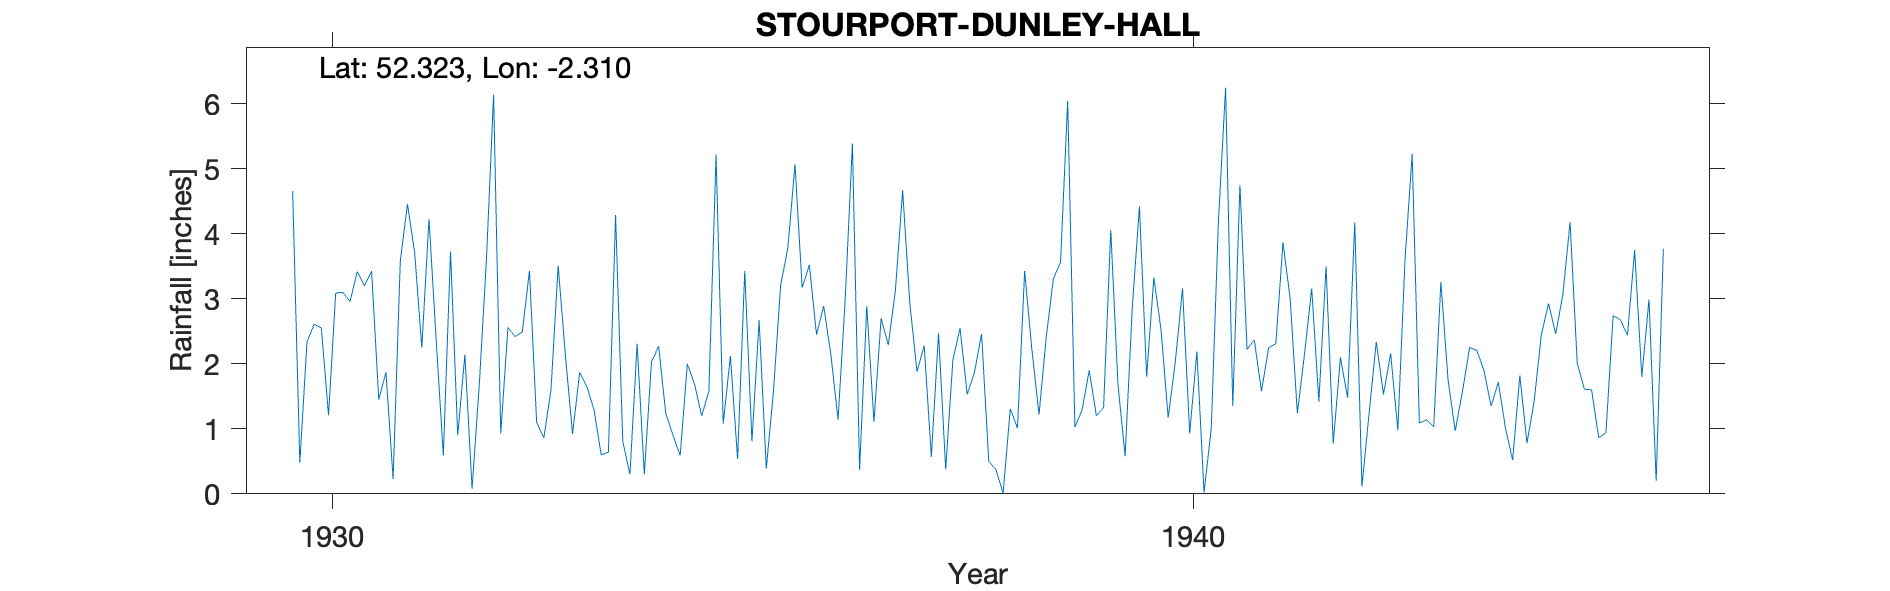 STOURPORT-DUNLEY-HALL
Lat: 52.323, Lon: -2.310
Rainfall [inches]
6
5
4
3
2
1
0
1930
1940
Year